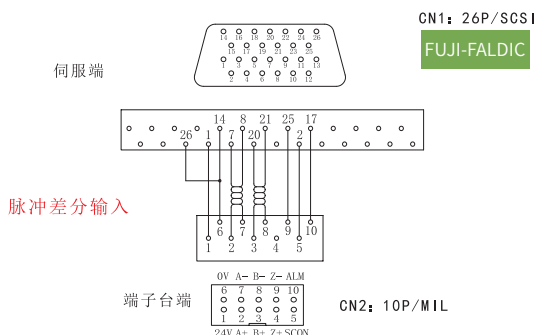 CN1: 26P/SCSI
FUJI-FALDIC
14 16 18 20 22 24 26
15 17 19 21 23 25
1 3 5 7 9 11 13
2 4 6 8 10 12
伺服端
14 8 21 25 17
26 1 7 20 2
脉冲差分输入
6 7 8 9 10
1 2 3 4 5
0V A- B- Z- ALM
6 7 8 9 10
端子台端
CN2: 10P/MIL
1 2 3 4 5
24V A+ B+ Z+ SCON